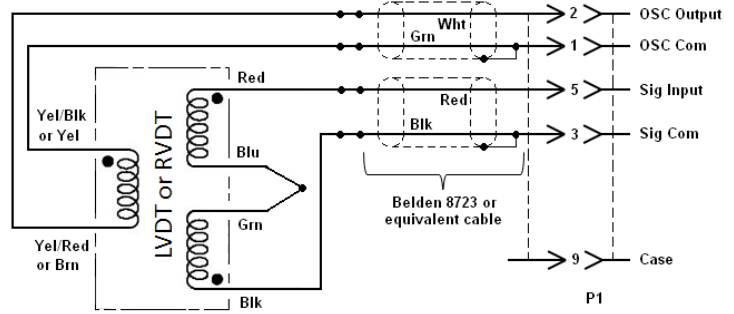 2 OSC Output
Wht
Grn
1 OSC Com
Red
5 Sig Input
Yel/Blk
or Yel
Red
Blk
3 Sig Com
LVDT or RVDT
Blu
Belden 8723 or
equivalent cable
Grn
Yel/Red
or Brn
9 Case
Blk
P1